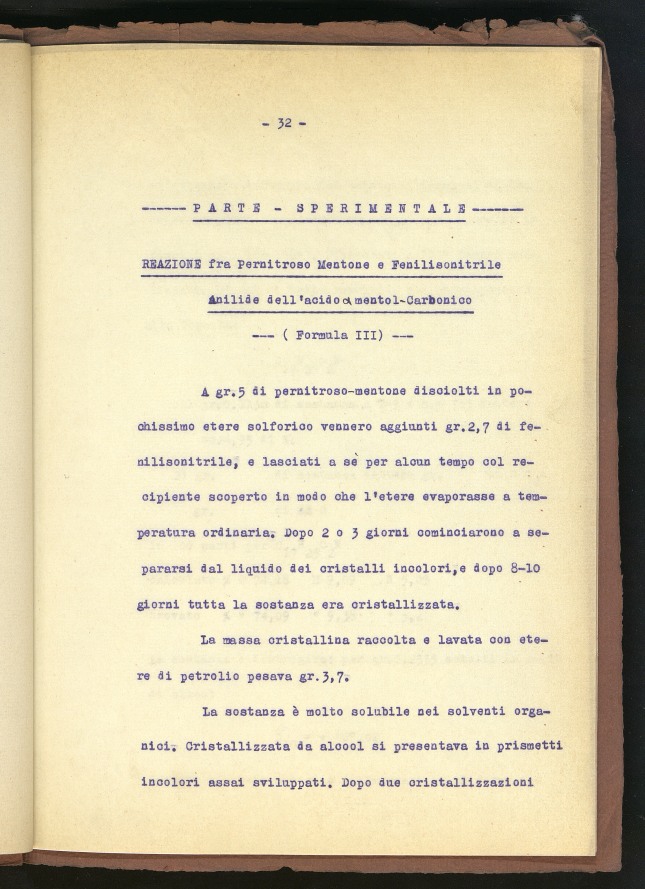 - 32 -
------ P A R T E - S P E R I M E N T A L E ------
REAZIONE fra Pernitroso Mentone e Fenilisonitrile
Anilide dell'acido α mentol-Carbonico
--- ( Formula III) ---
A gr.5 di pernitroso-mentone disciolti in po-
chissimo etere solforico vennero aggiunti gr.2,7 di fe-
nilisonitrile, e lasciati a sè per alcun tempo col re-
cipiente scoperto in modo che l'etere evaporasse a tem-
peratura ordinaria. Dopo 2 o 3 giorni cominciarono a se-
pararsi dal liquido dei cristalli incolori,e dopo 8-10
giorni tutta la sostanza era cristallizzata.
La massa cristallina raccolta e lavata con ete-
re di petrolio pesava gr.3,7.
La sostanza è molto solubile nei solventi orga-
nici. Cristallizzata da alcool si presentava in prismetti
incolori assai sviluppati. Dopo due cristallizzazioni